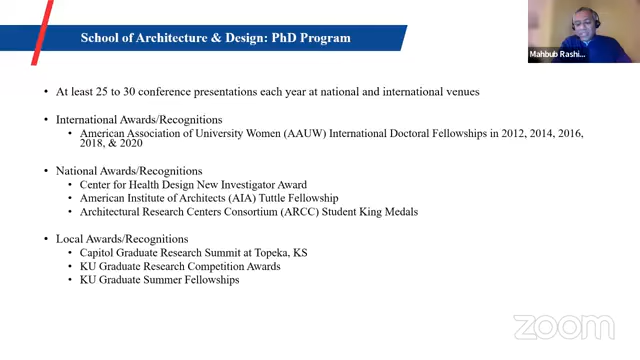 School of Architecture & Design: PhD Program
Mahbub Rashi...
• At least 25 to 30 conference presentations each year at national and international venues
• International Awards/Recognitions
• American Association of University Women (AAUW) International Doctoral Fellowships in 2012, 2014, 2016,
2018, & 2020
• National Awards/Recognitions
• Center for Health Design New Investigator Award
• American Institute of Architects (AIA) Tuttle Fellowship
• Architectural Research Centers Consortium (ARCC) Student King Medals
• Local Awards/Recognitions
• Capitol Graduate Research Summit at Topeka, KS
• KU Graduate Research Competition Awards
• KU Graduate Summer Fellowships
zoom